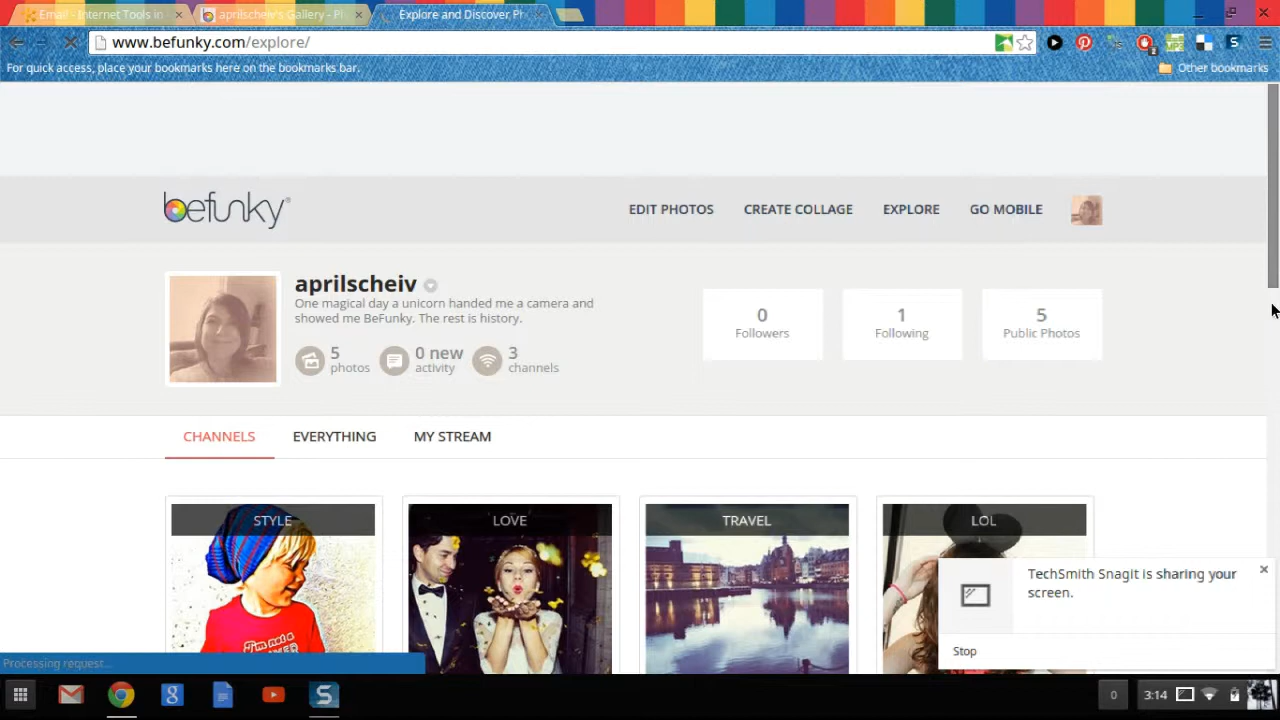 Email - Internet Tools in
aprilscheiv's Gallery - Pi
Explore and Discover Ph
www.befunky.com/explore/
For quick access, place your bookmarks here on the bookmarks bar.
Other bookmarks
befunky
EDIT PHOTOS
CREATE COLLAGE
EXPLORE
GO MOBILE
aprilscheiv
One magical day a unicorn handed me a camera and
showed me BeFunky. The rest is history.
5
photos
0 new
activity
3
channels
0
Followers
1
Following
5
Public Photos
CHANNELS
EVERYTHING
MY STREAM
STYLE
LOVE
TRAVEL
LOL
I'm not a
TechSmith Snagit is sharing your
screen.
Stop
Processing request...
0
3:14